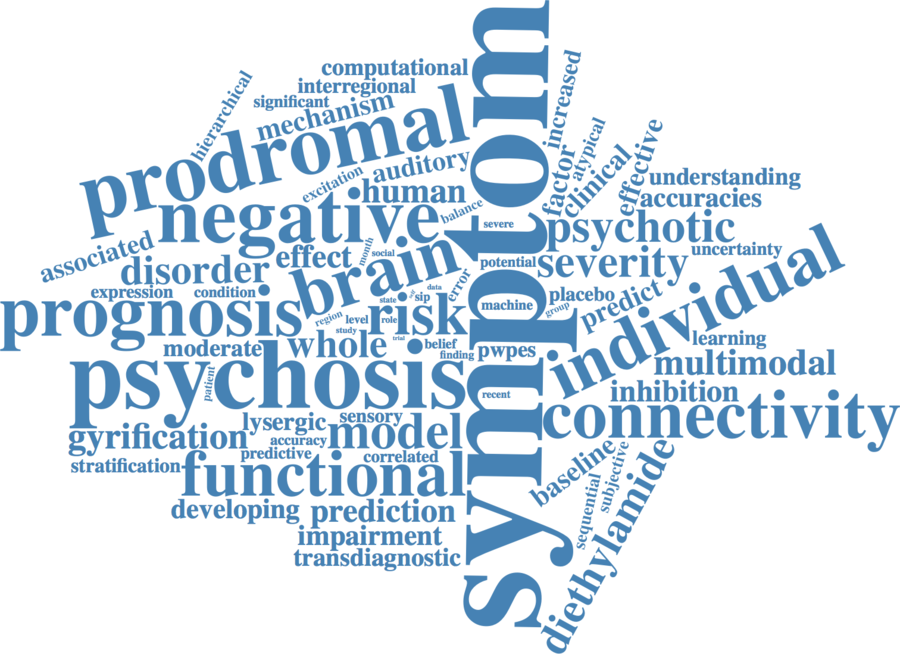 computational
interregional
significant
mechanism
hierarchical
prodromal
increased
excitation
auditory
human
negative
balance
severe
factor
atypical
clinical
effective
understanding
accuracies
psychotic
uncertainty
associated
disorder
effect
month
social
brain
potential
severity
individual
expression
condition
state
sip
data
error
machine
placebo
group
predict
prognosis
region
level
role
risk
study
trial
belief
finding
pwpes
learning
moderate
whole
multimodal
psychosis
patient
recent
inhibition
connectivity
symptom
lysergic
sensory
gyrification
accuracy
model
predictive
correlated
stratification
functional
baseline
sequential
subjective
diethylamide
developing
prediction
impairment
transdiagnostic